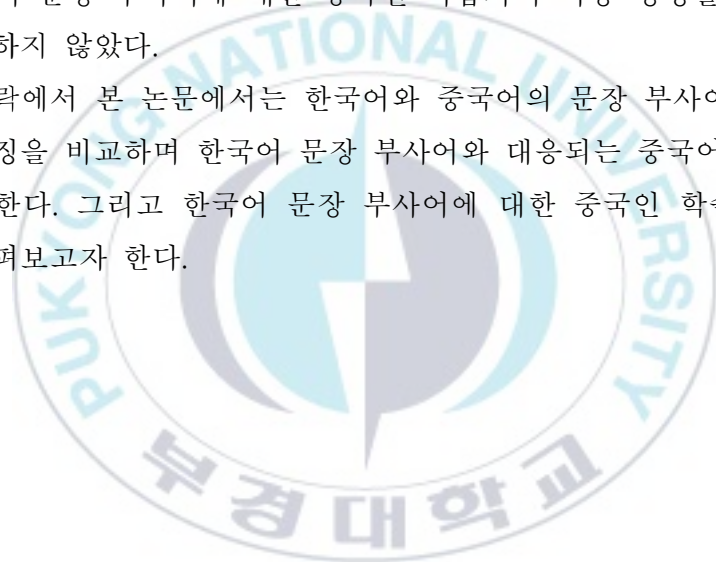 하지 않았다.
락에서 본 논문에서는 한국어와 중국어의 문장 부사어
징을 비교하며 한국어 문장 부사어와 대응되는 중국어
한다. 그리고 한국어 문장 부사어에 대한 중국인 학습
펴보고자 한다.
PUKYONG NATIONAL UNIVERSITY
부경대학교